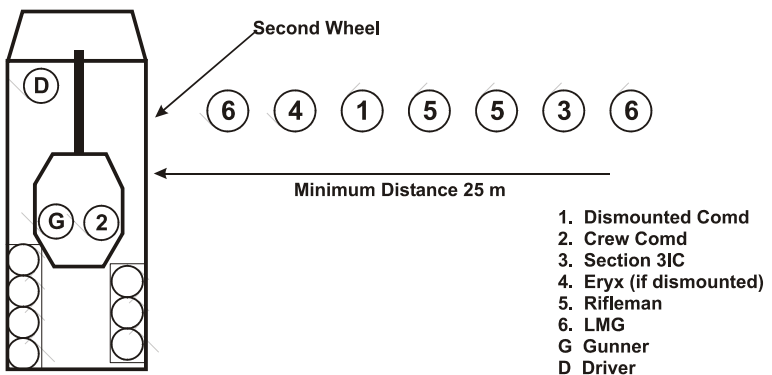 Second Wheel
D
6 4 1 5 5 3 6
Minimum Distance 25 m
G 2
1. Dismounted Comd
2. Crew Comd
3. Section 3IC
4. Eryx (if dismounted)
5. Rifleman
6. LMG
G Gunner
D Driver